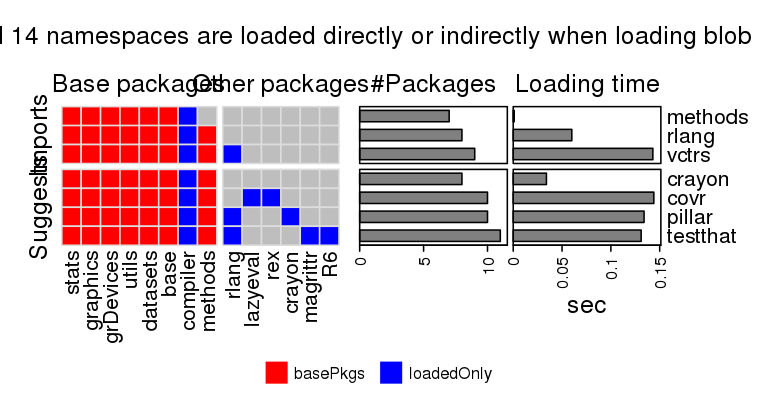 14 namespaces are loaded directly or indirectly when loading blob
Base packages Other packages #Packages Loading time
Imports
Suggests
methods
rlang
vctrs
crayon
covr
pillar
testthat
stats
graphics
grDevices
utils
datasets
base
compiler
methods
rlang
lazyeval
rex
crayon
magrittr
R6
0 5 10
0 0.05 0.1 0.15
sec
basePkgs loadedOnly